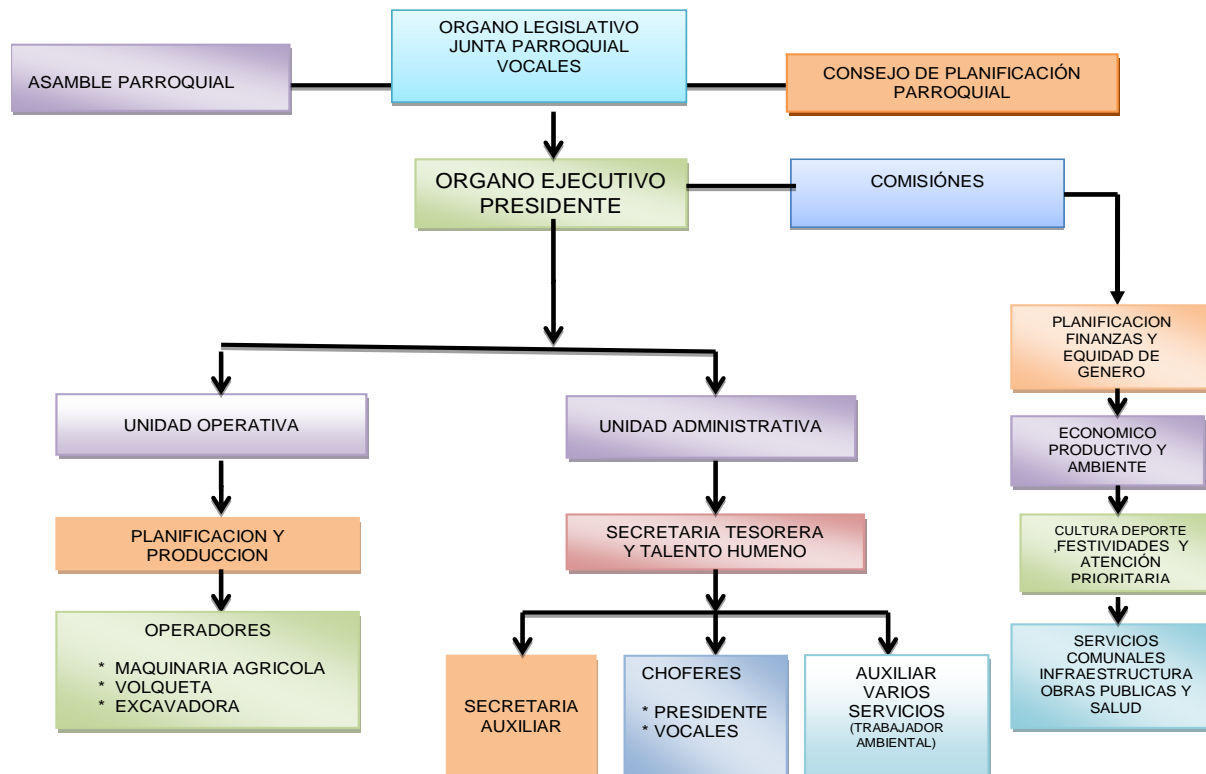 ORGANO LEGISLATIVO
JUNTA PARROQUIAL
VOCALES
ASAMBLE PARROQUIAL
CONSEJO DE PLANIFICACIÓN
PARROQUIAL
ORGANO EJECUTIVO
PRESIDENTE
COMISIÓNES
PLANIFICACION
FINANZAS Y
EQUIDAD DE
GENERO
UNIDAD OPERATIVA
UNIDAD ADMINISTRATIVA
ECONOMICO
PRODUCTIVO Y
AMBIENTE
PLANIFICACION Y
PRODUCCION
SECRETARIA TESORERA
Y TALENTO HUMENO
CULTURA DEPORTE
,FESTIVIDADES Y
ATENCIÓN
PRIORITARIA
OPERADORES
* MAQUINARIA AGRICOLA
* VOLQUETA
* EXCAVADORA
SECRETARIA
AUXILIAR
CHOFERES
* PRESIDENTE
* VOCALES
AUXILIAR
VARIOS
SERVICIOS
(TRABAJADOR
AMBIENTAL)
SERVICIOS
COMUNALES
INFRAESTRUCTURA
OBRAS PUBLICAS Y
SALUD